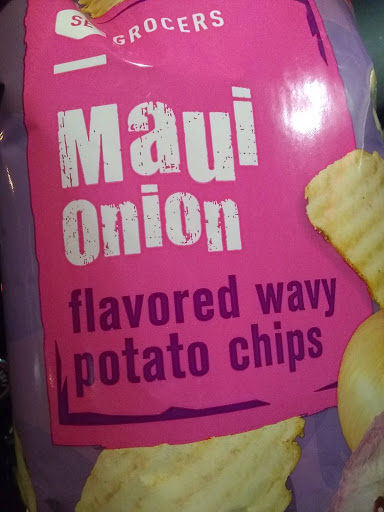 GROCERS
Maui
Onion
flavored wavy
potato chips